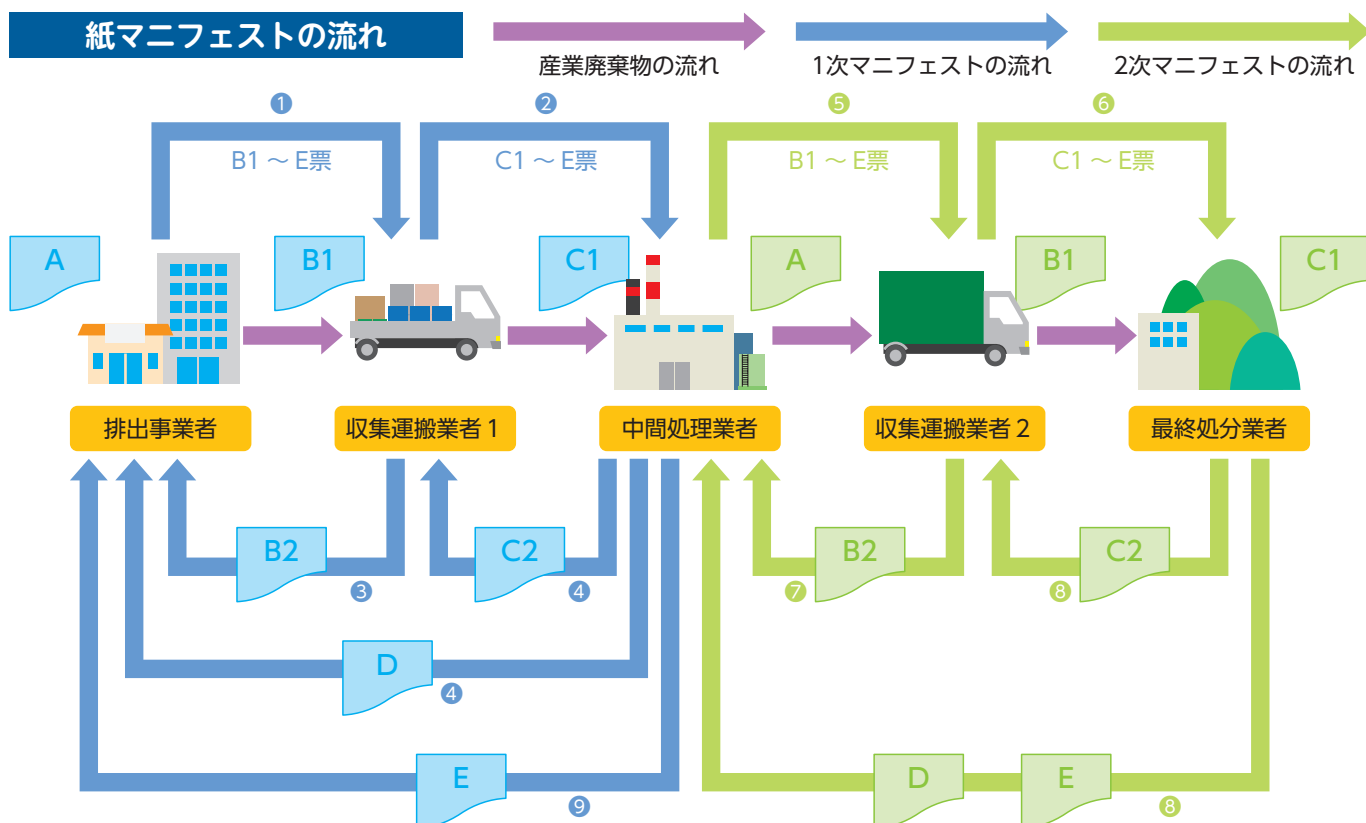 紙マニフェストの流れ
産業廃棄物の流れ
1次マニフェストの流れ
2次マニフェストの流れ
❶
❷
❺
❻
B1 ～ E票
C1 ～ E票
B1 ～ E票
C1 ～ E票
A
B1
C1
A
B1
C1
排出事業者
収集運搬業者 1
中間処理業者
収集運搬業者 2
最終処分業者
B2
C2
B2
C2
❸
❹
❼
❽
D
❹
E
D
E
❾
❽